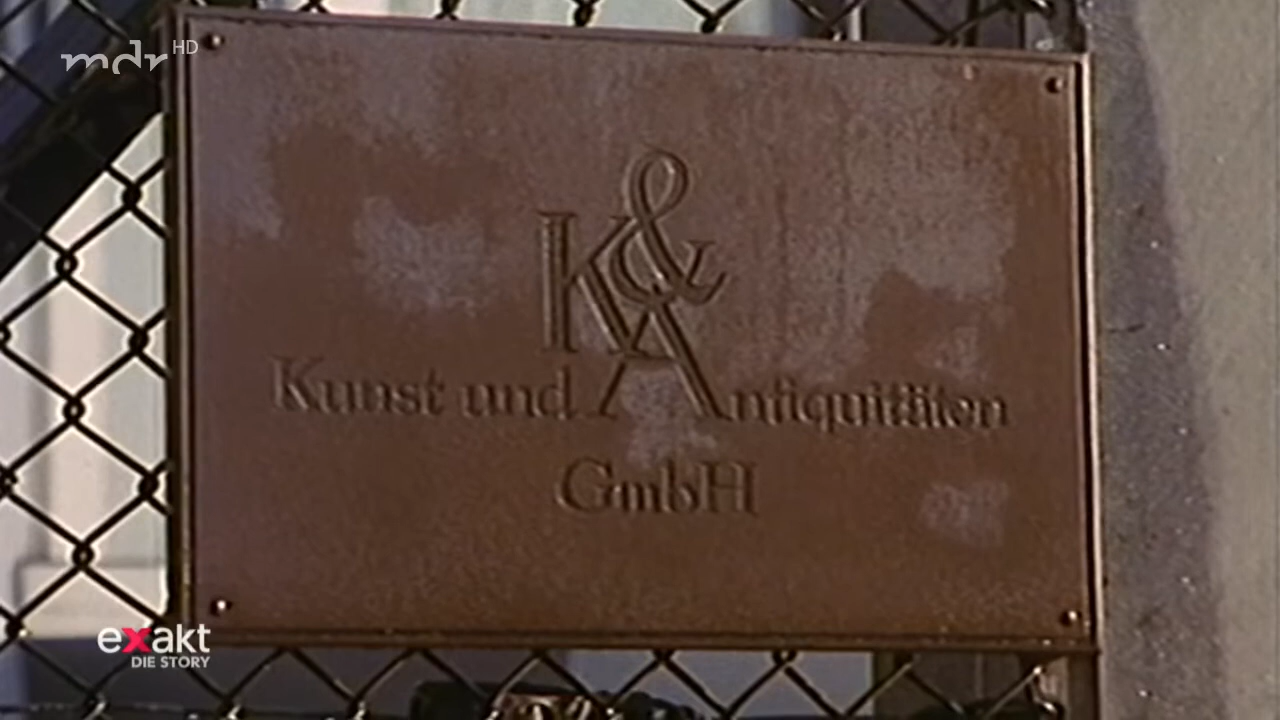 mdr HD
K&A
Kunst und Antiquitäten
GmbH
exakt
DIE STORY